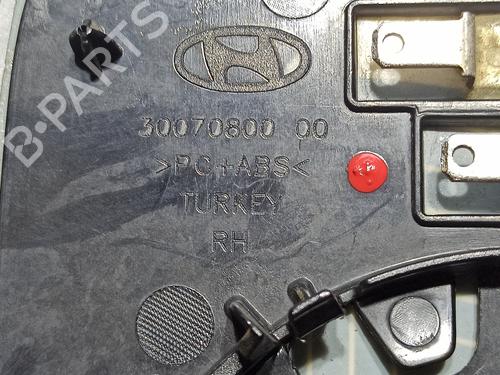 B-PARTS
30070800 00
>PC+ABS<
TURKEY
RH